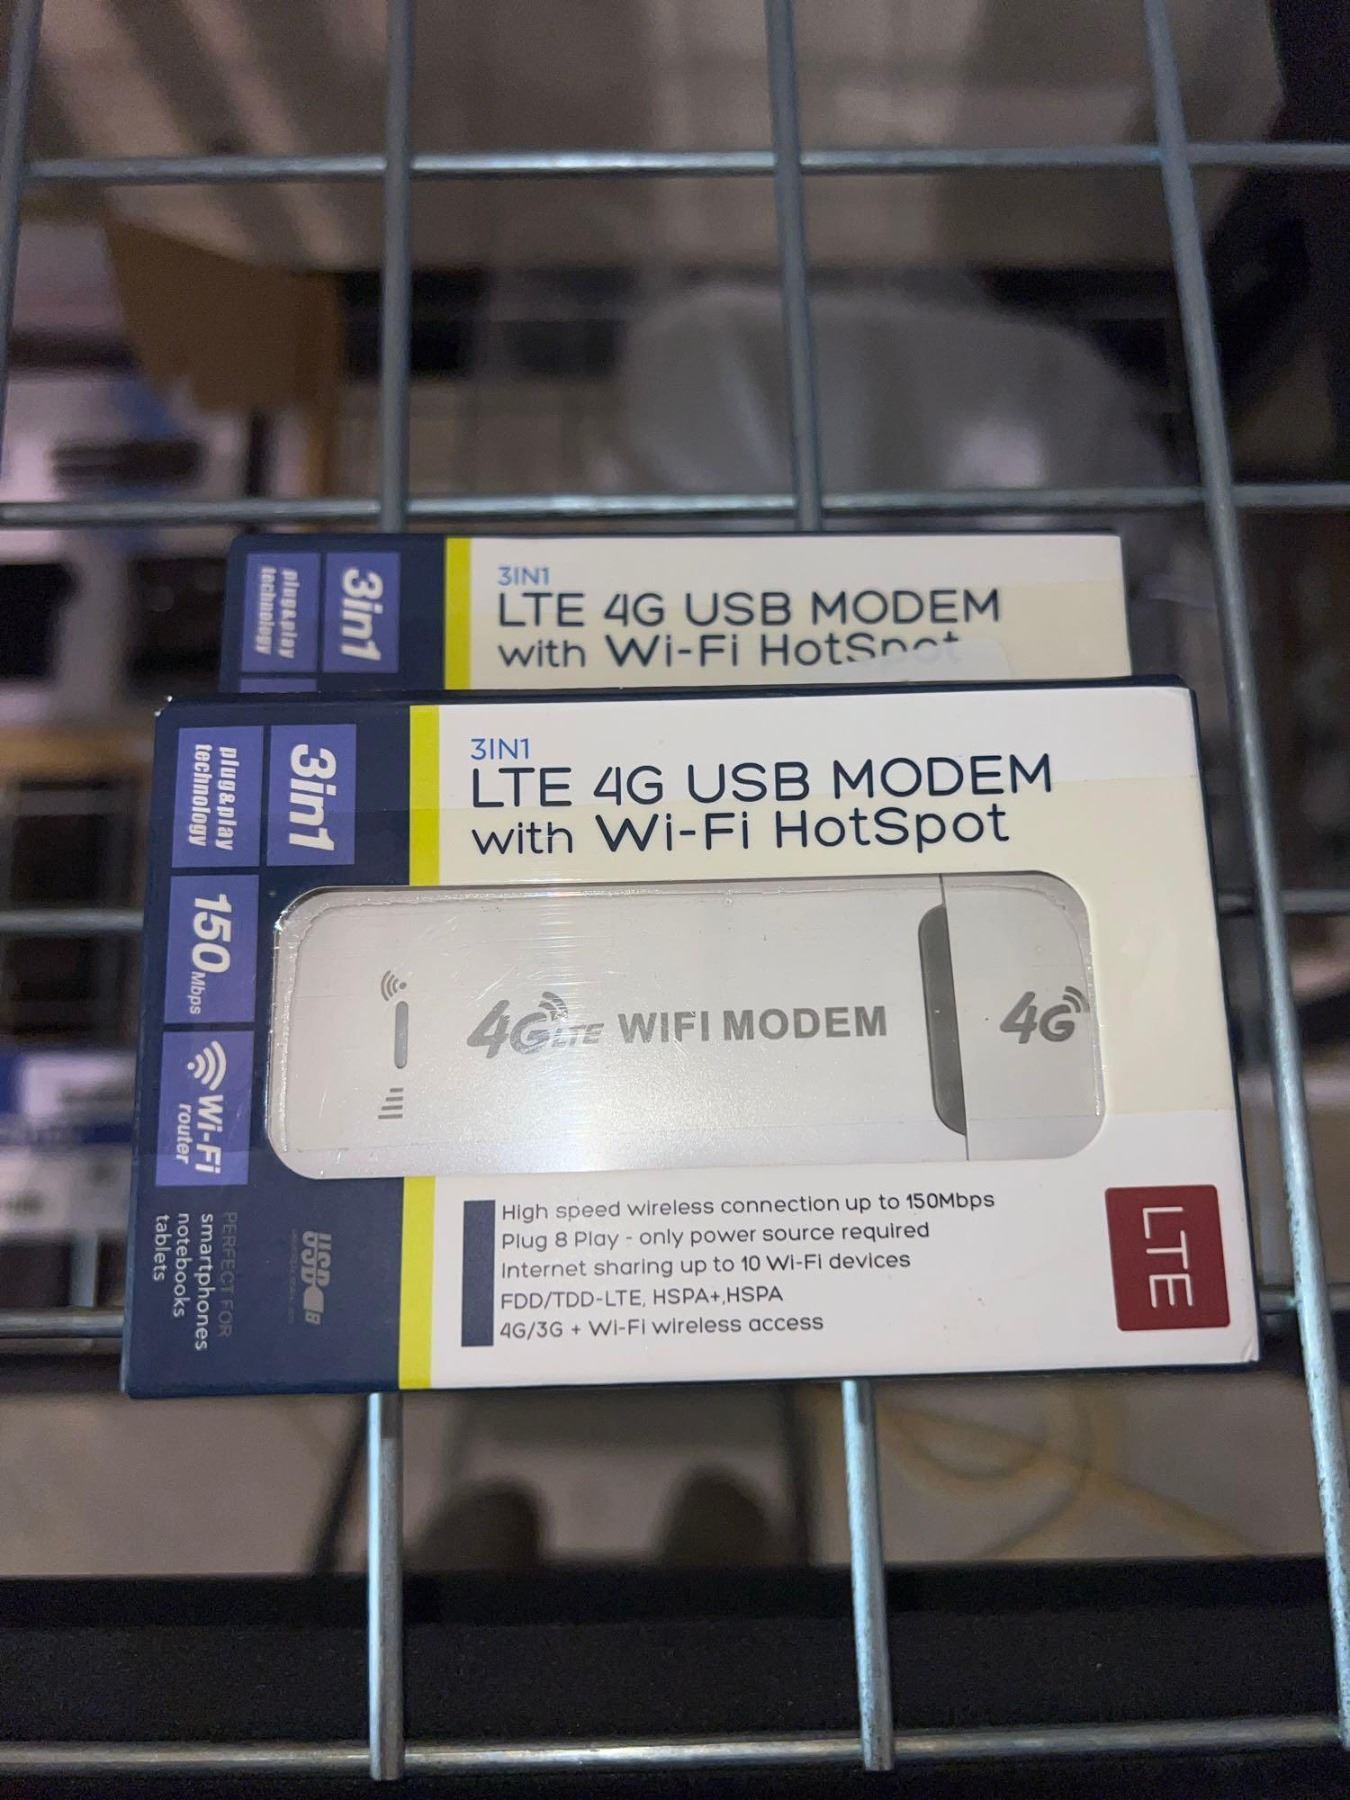 3in1
plug&play
technology
3IN1
LTE 4G USB MODEM
with Wi-Fi HotSpot
3in1
plug&play
technology
150Mbps
Wi-Fi
router
PERFECT FOR
smartphones
notebooks
tablets
USB
3IN1
LTE 4G USB MODEM
with Wi-Fi HotSpot
4G LTE WIFI MODEM
4G
High speed wireless connection up to 150Mbps
Plug 8 Play - only power source required
Internet sharing up to 10 Wi-Fi devices
FDD/TDD-LTE, HSPA+,HSPA
4G/3G + Wi-Fi wireless access
LTE